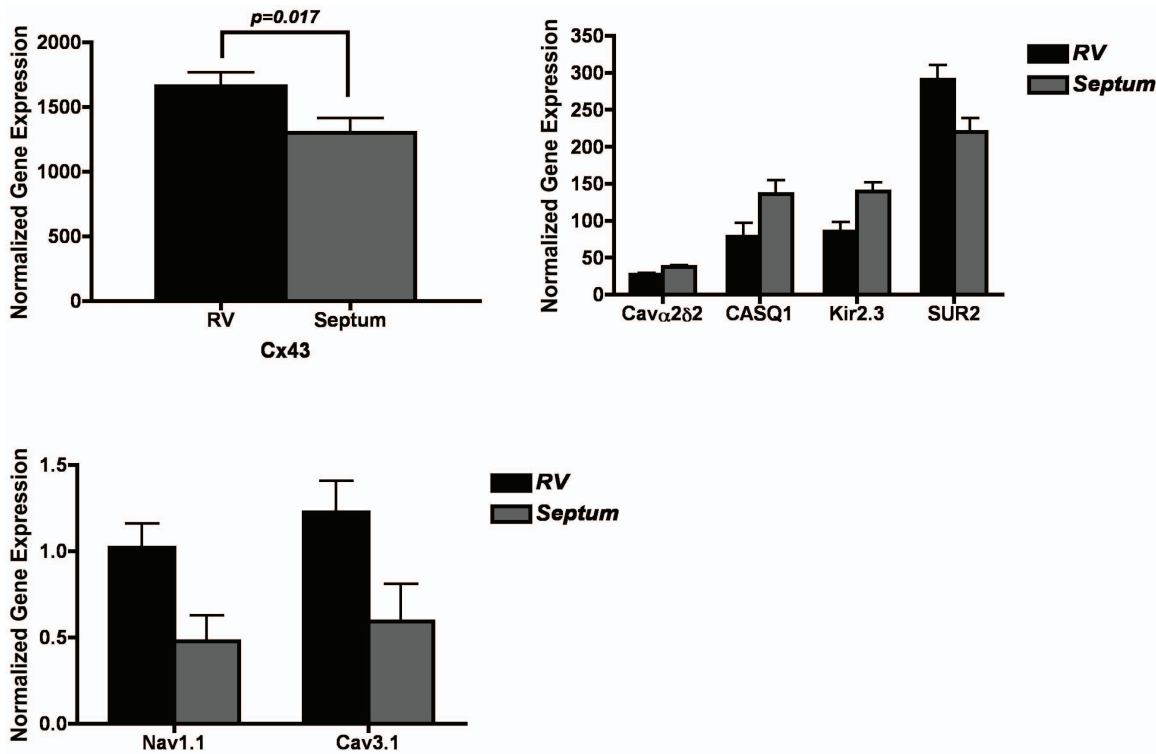 p=0.017
Normalized Gene Expression
2000
1500
1000
500
0
RV Septum
Cx43
Normalized Gene Expression
350
300
250
200
150
100
50
0
Cavα2δ2 CASQ1 Kir2.3 SUR2
RV
Septum
Normalized Gene Expression
1.5
1.0
0.5
0.0
Nav1.1 Cav3.1
RV
Septum